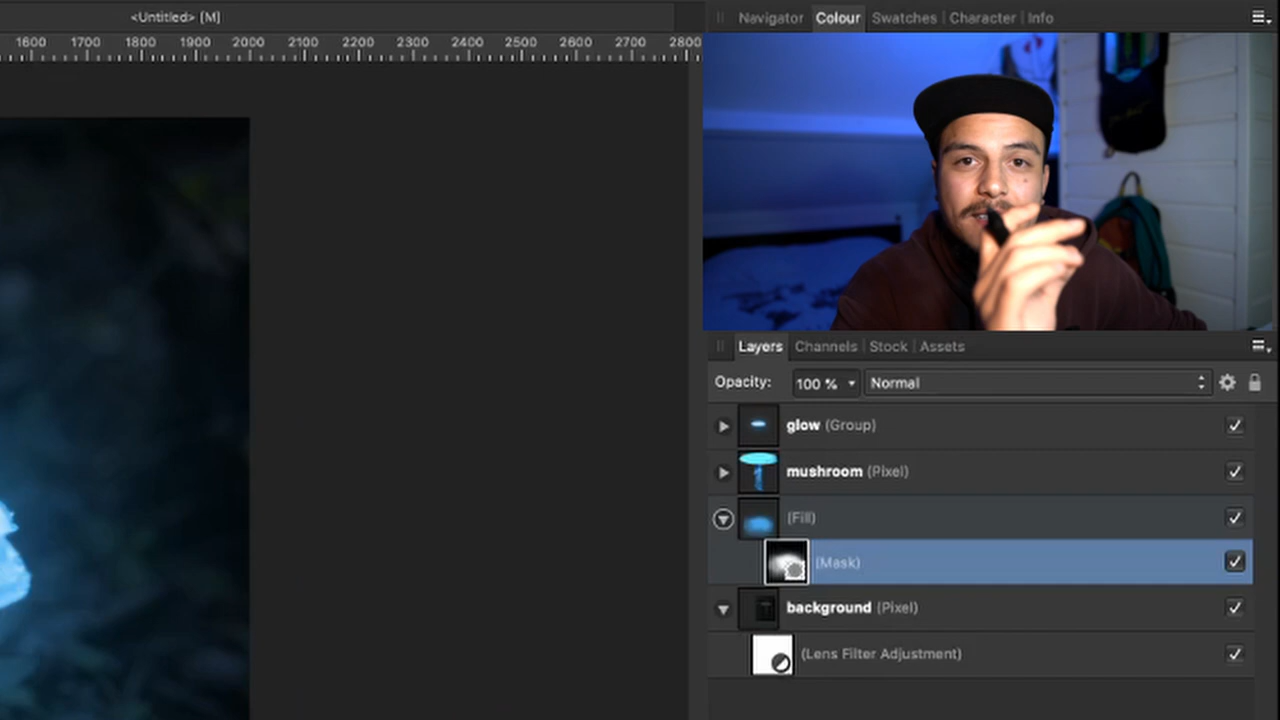 <Untitled> [M]
Navigator Colour Swatches Character Info
1600 1700 1800 1900 2000 2100 2200 2300 2400 2500 2600 2700 2800
Layers Channels Stock Assets
Opacity: 100 % Normal
glow (Group)
mushroom (Pixel)
(Fill)
(Mask)
background (Pixel)
(Lens Filter Adjustment)